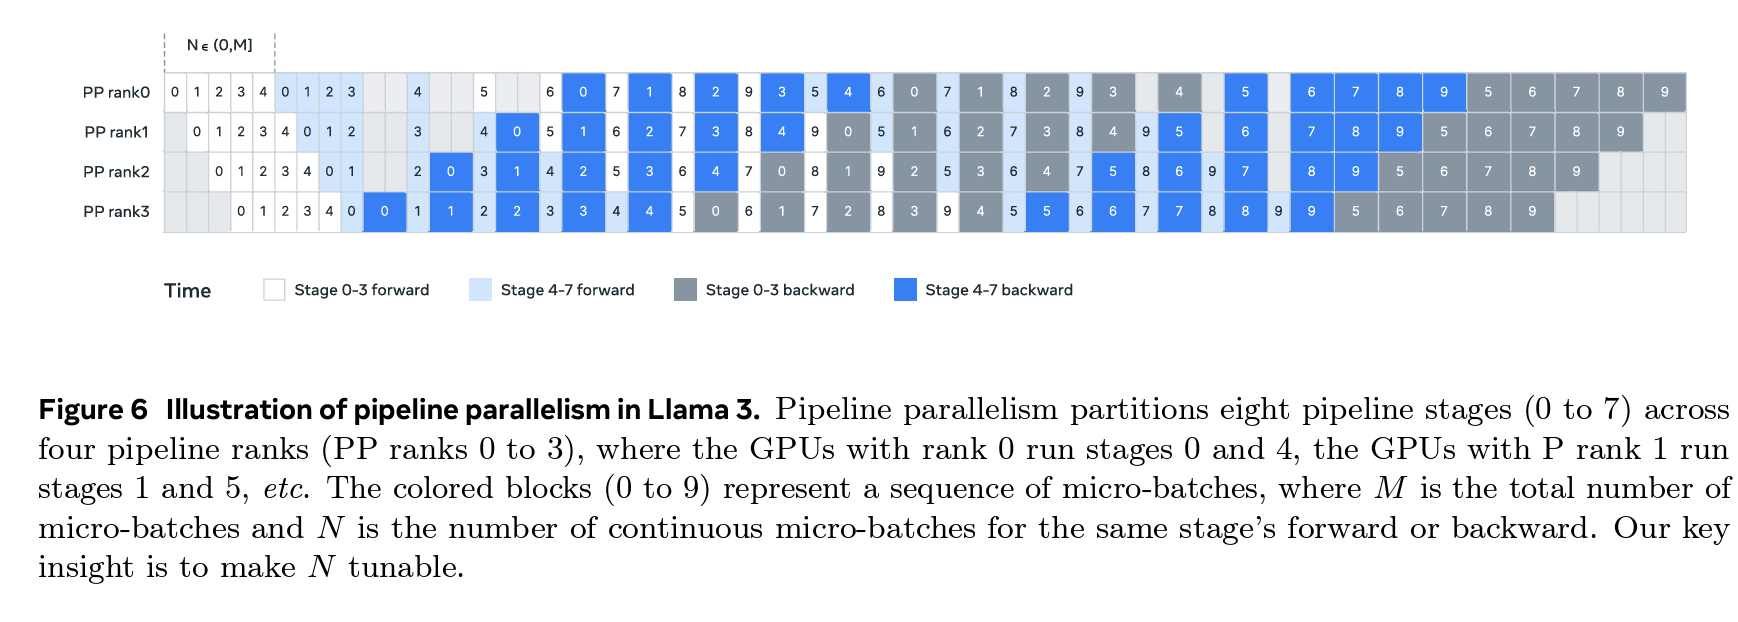 N ϵ (0,M]
PP rank0 0 1 2 3 4 0 1 2 3 4 5 6 0 7 1 8 2 9 3 5 4 6 0 7 1 8 2 9 3 4 5 6 7 8 9 5 6 7 8 9
PP rank1 0 1 2 3 4 0 1 2 3 4 0 5 1 6 2 7 3 8 4 9 0 5 1 6 2 7 3 8 4 9 5 6 7 8 9 5 6 7 8 9
PP rank2 0 1 2 3 4 0 1 2 0 3 1 4 2 5 3 6 4 7 0 8 1 9 2 5 3 6 4 7 5 8 6 9 7 8 9 5 6 7 8 9
PP rank3 0 1 2 3 4 0 0 1 1 2 2 3 3 4 4 5 0 6 1 7 2 8 3 9 4 5 5 6 6 7 7 8 8 9 9 5 6 7 8 9
Time Stage 0-3 forward Stage 4-7 forward Stage 0-3 backward Stage 4-7 backward
Figure 6 Illustration of pipeline parallelism in Llama 3. Pipeline parallelism partitions eight pipeline stages (0 to 7) across
four pipeline ranks (PP ranks 0 to 3), where the GPUs with rank 0 run stages 0 and 4, the GPUs with P rank 1 run
stages 1 and 5, etc. The colored blocks (0 to 9) represent a sequence of micro-batches, where M is the total number of
micro-batches and N is the number of continuous micro-batches for the same stage's forward or backward. Our key
insight is to make N tunable.